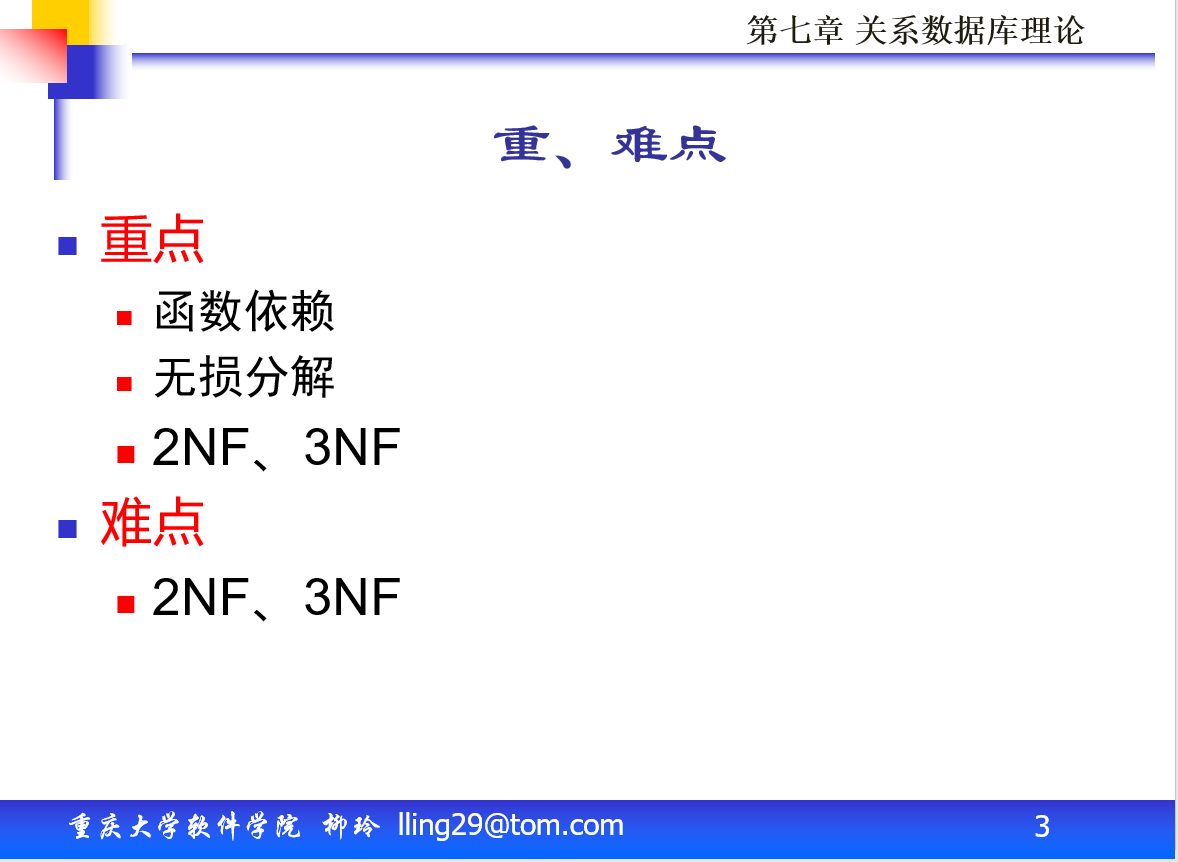 第七章 关系数据库理论
重、难点
重点
函数依赖
无损分解
2NF、3NF
难点
2NF、3NF
重庆大学软件学院 柳玲 lling29@tom.com 3